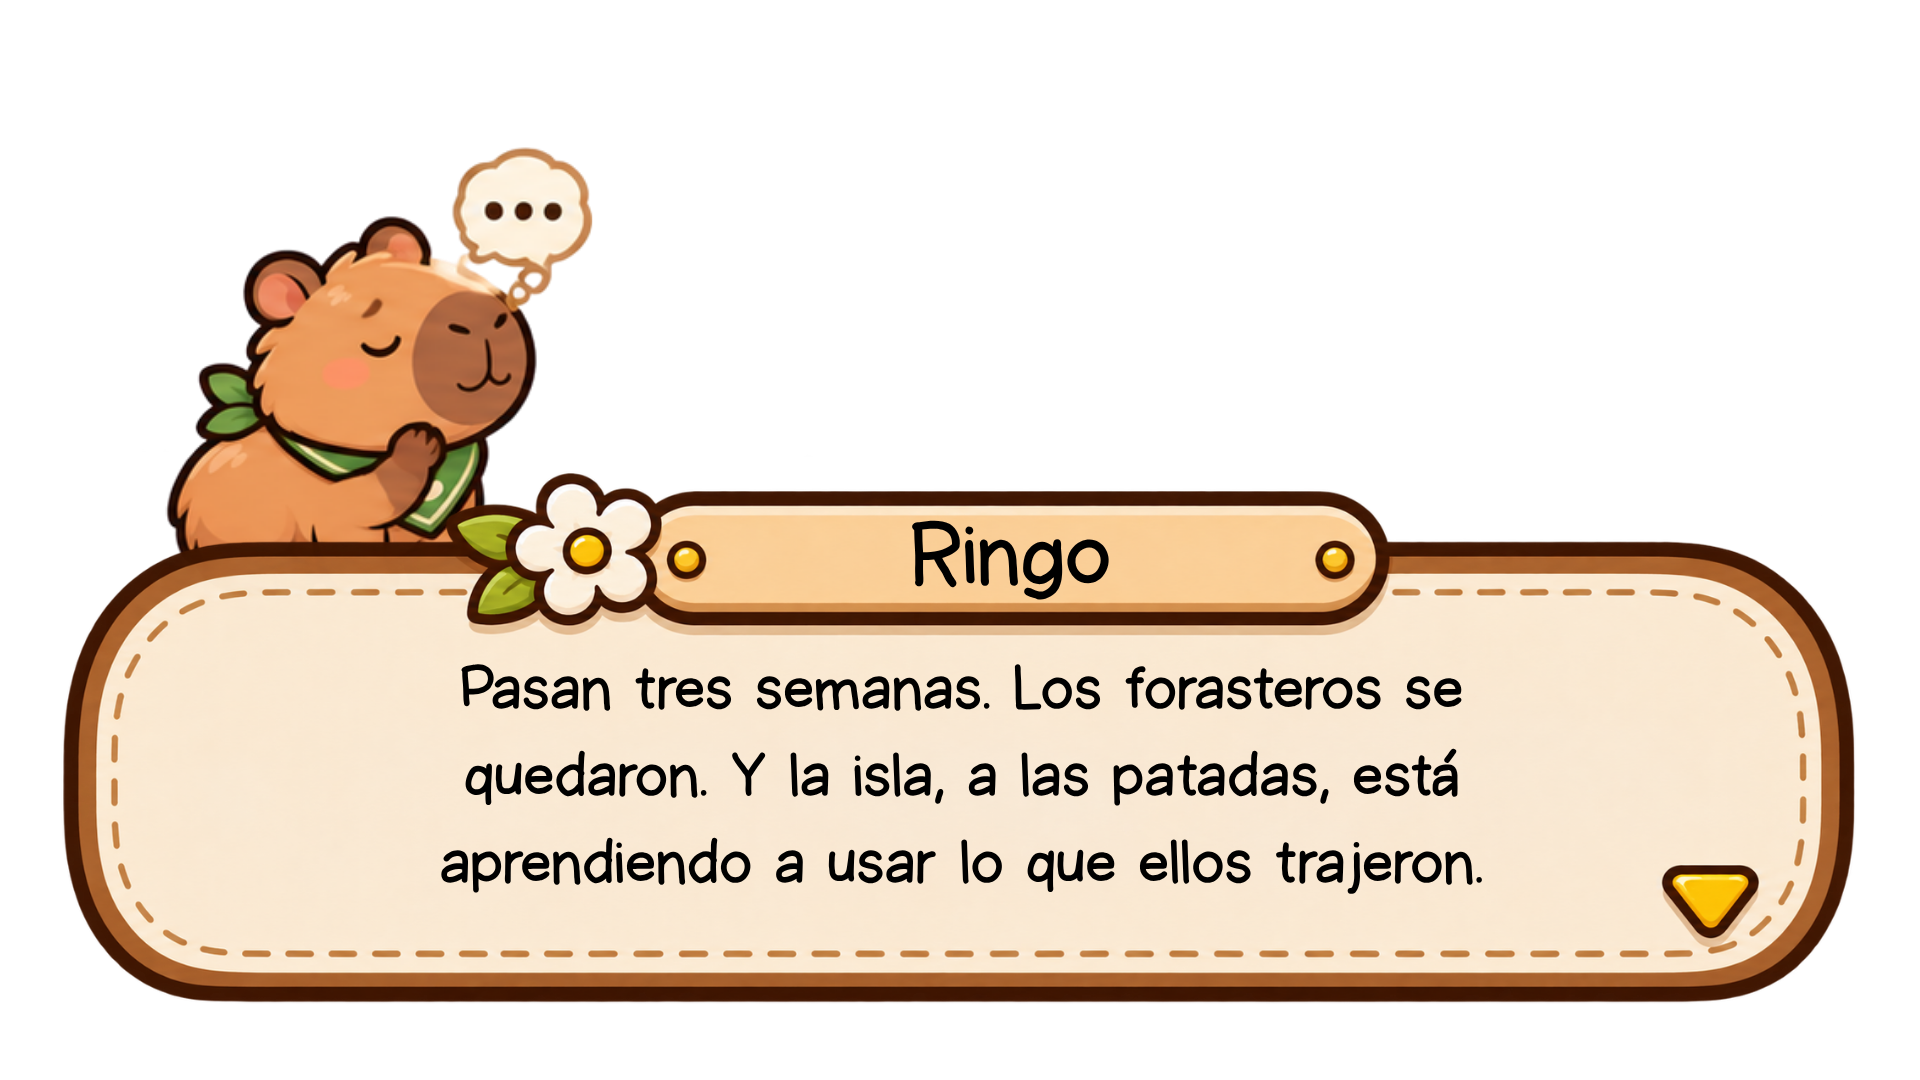 Ringo
Pasan tres semanas. Los forasteros se
quedaron. Y la isla, a las patadas, está
aprendiendo a usar lo que ellos trajeron.